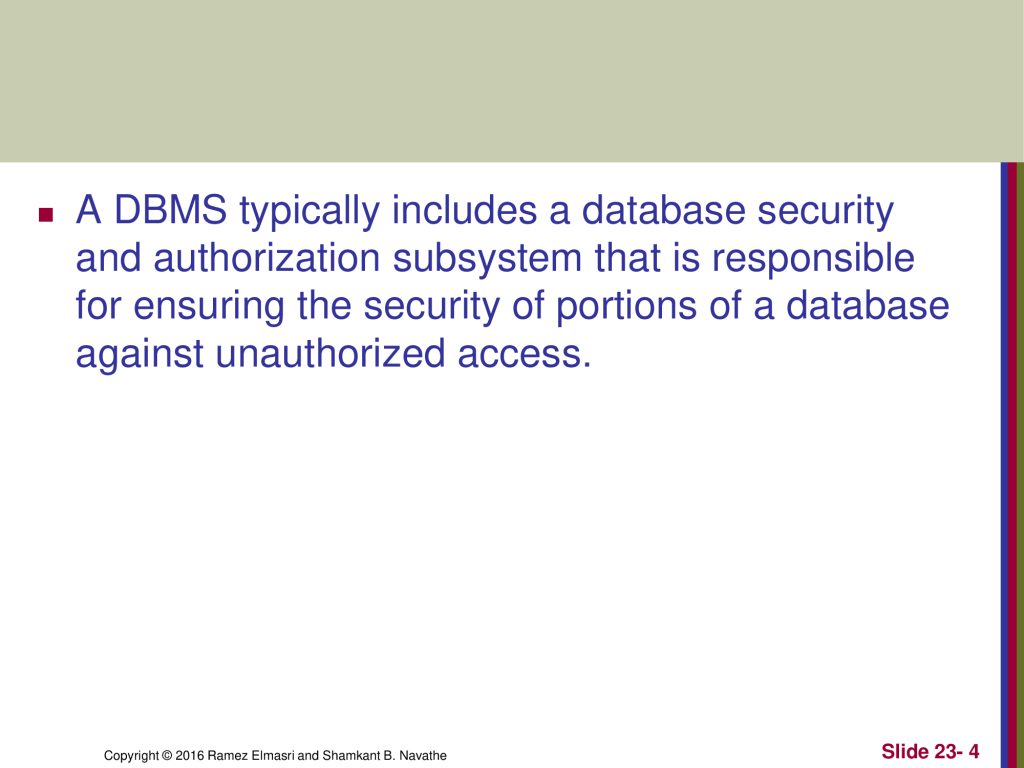 A DBMS typically includes a database security
and authorization subsystem that is responsible
for ensuring the security of portions of a database
against unauthorized access.
Copyright © 2016 Ramez Elmasri and Shamkant B. Navathe
Slide 23- 4